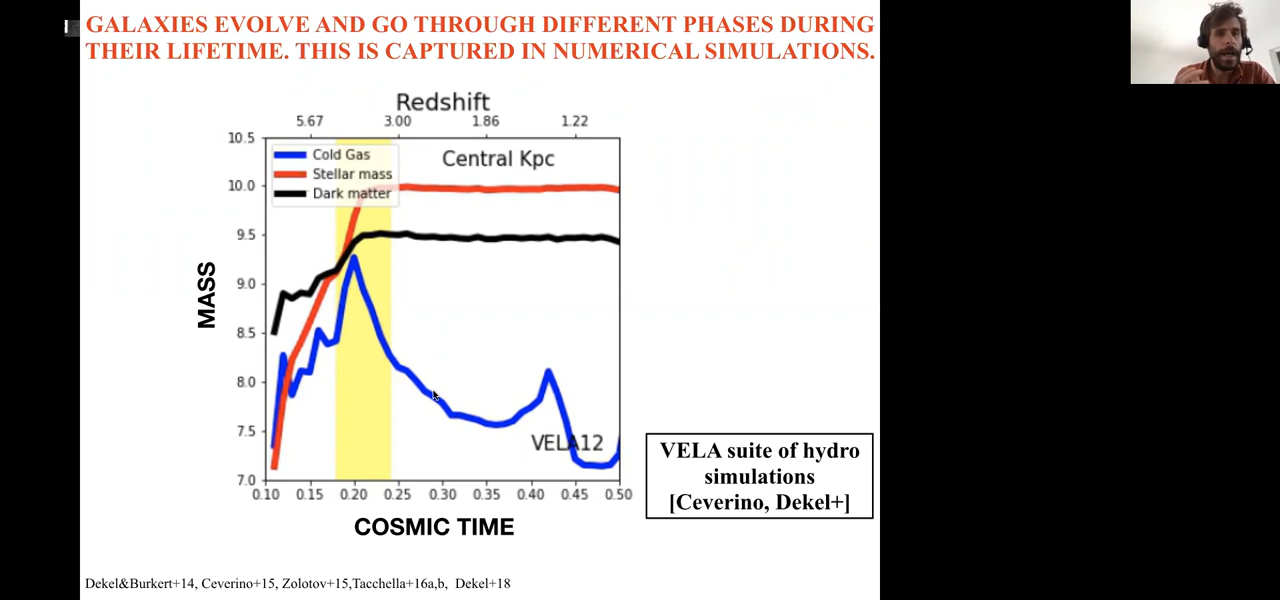 GALAXIES EVOLVE AND GO THROUGH DIFFERENT PHASES DURING
THEIR LIFETIME. THIS IS CAPTURED IN NUMERICAL SIMULATIONS.
Redshift
5.67 3.00 1.86 1.22
10.5
10.0
9.5
9.0
8.5
8.0
7.5
7.0
MASS
Cold Gas
Stellar mass
Dark matter
Central Kpc
VELA12
0.10 0.15 0.20 0.25 0.30 0.35 0.40 0.45 0.50
COSMIC TIME
VELA suite of hydro
simulations
[Ceverino, Dekel+]
Dekel&Burkert+14, Ceverino+15, Zolotov+15,Tacchella+16a,b, Dekel+18